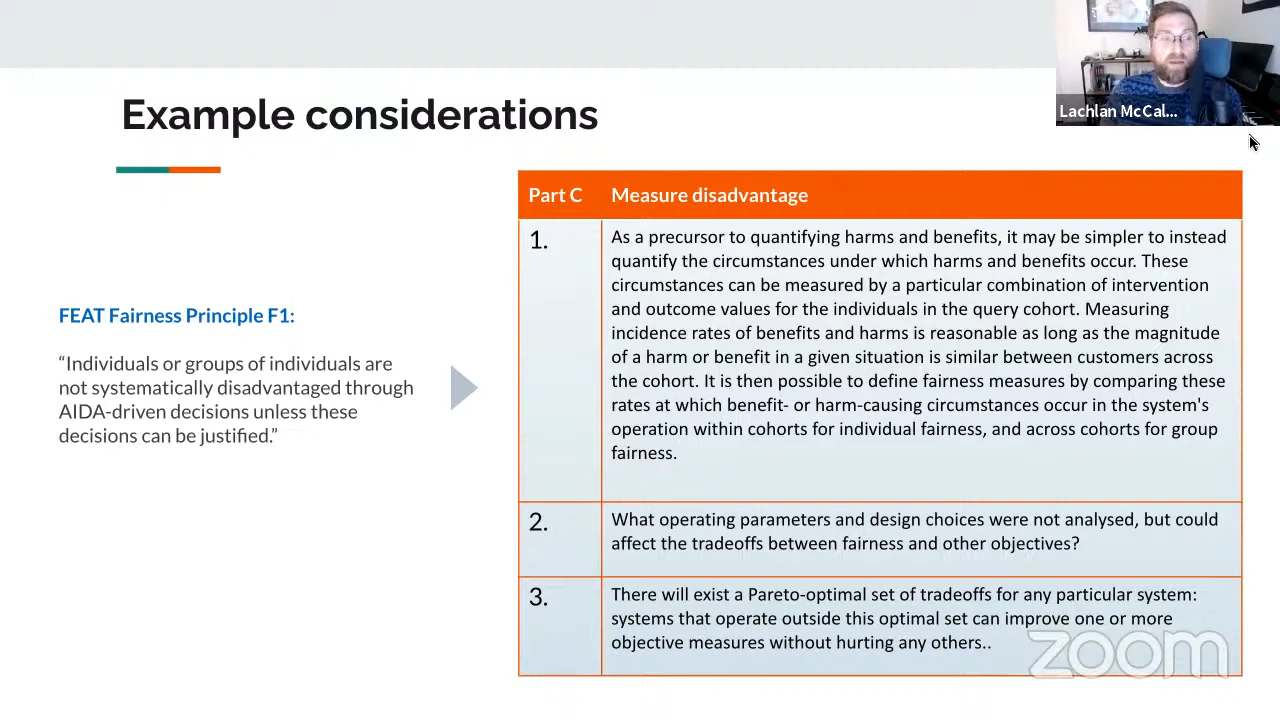 Lachlan McCal...
Example considerations
FEAT Fairness Principle F1:
“Individuals or groups of individuals are
not systematically disadvantaged through
AIDA-driven decisions unless these
decisions can be justified.”
Part C Measure disadvantage
1. As a precursor to quantifying harms and benefits, it may be simpler to instead
quantify the circumstances under which harms and benefits occur. These
circumstances can be measured by a particular combination of intervention
and outcome values for the individuals in the query cohort. Measuring
incidence rates of benefits and harms is reasonable as long as the magnitude
of a harm or benefit in a given situation is similar between customers across
the cohort. It is then possible to define fairness measures by comparing these
rates at which benefit- or harm-causing circumstances occur in the system's
operation within cohorts for individual fairness, and across cohorts for group
fairness.
2. What operating parameters and design choices were not analysed, but could
affect the tradeoffs between fairness and other objectives?
3. There will exist a Pareto-optimal set of tradeoffs for any particular system:
systems that operate outside this optimal set can improve one or more
objective measures without hurting any others..
zoom